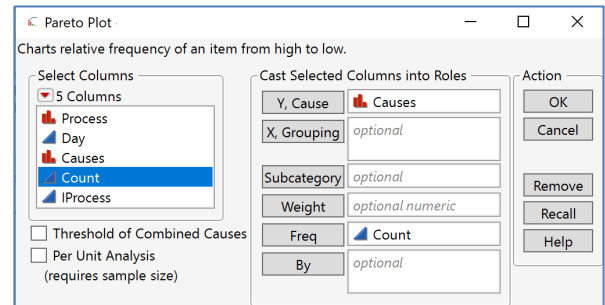 Pareto Plot
Charts relative frequency of an item from high to low.
Select Columns
5 Columns
Process
Day
Causes
Count
IProcess
Threshold of Combined Causes
Per Unit Analysis
(requires sample size)
Cast Selected Columns into Roles
Y, Cause
Causes
X, Grouping
optional
Subcategory
optional
Weight
optional numeric
Freq
Count
By
optional
Action
OK
Cancel
Remove
Recall
Help